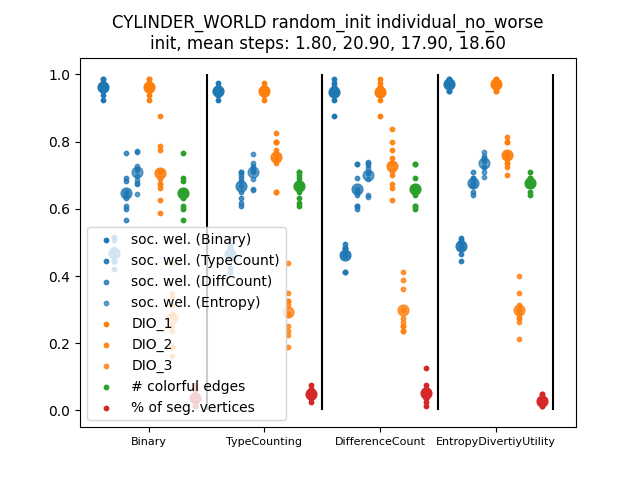 CYLINDER_WORLD random_init individual_no_worse
init, mean steps: 1.80, 20.90, 17.90, 18.60
1.0
0.8
0.6
0.4
0.2
0.0
soc. wel. (Binary)
soc. wel. (TypeCount)
soc. wel. (DiffCount)
soc. wel. (Entropy)
DIO_1
DIO_2
DIO_3
# colorful edges
% of seg. vertices
Binary
TypeCounting
DifferenceCount
EntropyDivertiyUtility